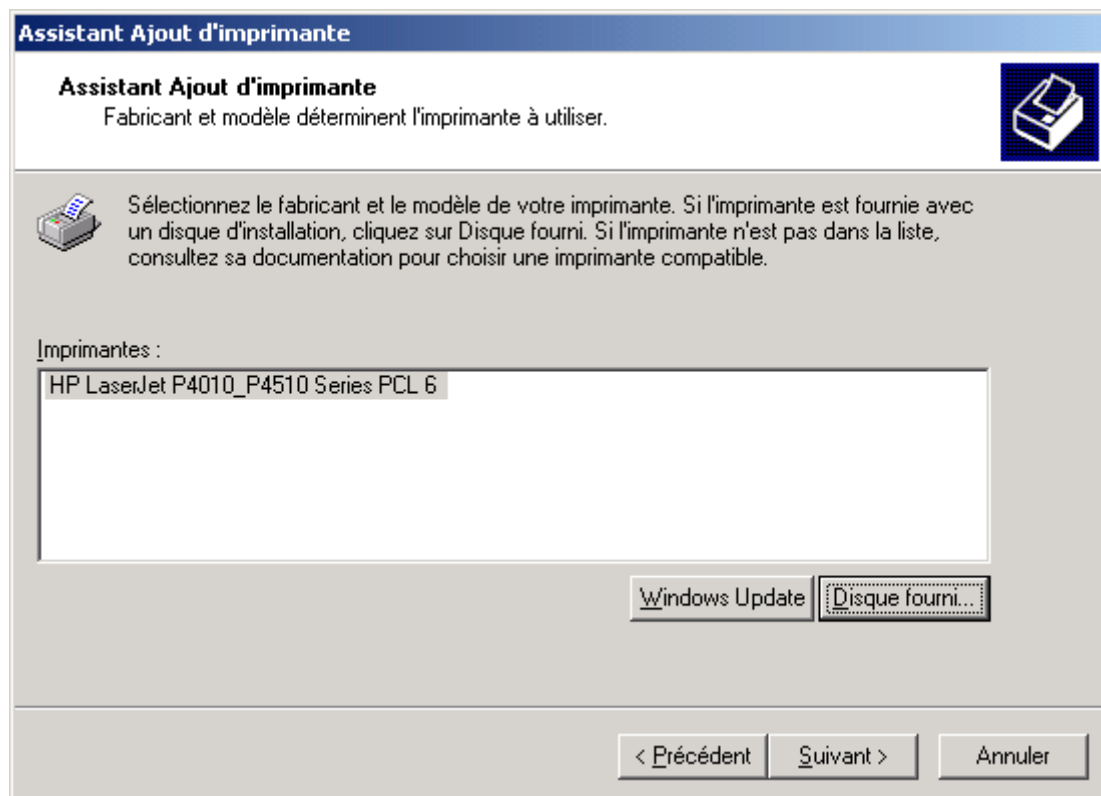 Assistant Ajout d'imprimante
Assistant Ajout d'imprimante
Fabricant et modèle déterminent l'imprimante à utiliser.
Sélectionnez le fabricant et le modèle de votre imprimante. Si l'imprimante est fournie avec
un disque d'installation, cliquez sur Disque fourni. Si l'imprimante n'est pas dans la liste,
consultez sa documentation pour choisir une imprimante compatible.
Imprimantes :
HP LaserJet P4010_P4510 Series PCL 6
Windows Update Disque fourni...
< Précédent Suivant > Annuler